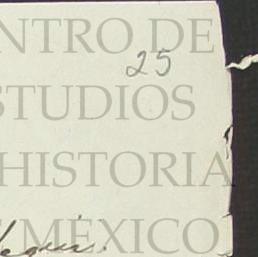 NTRO DE
25
STUDIOS
HISTORIA
MÉXICO